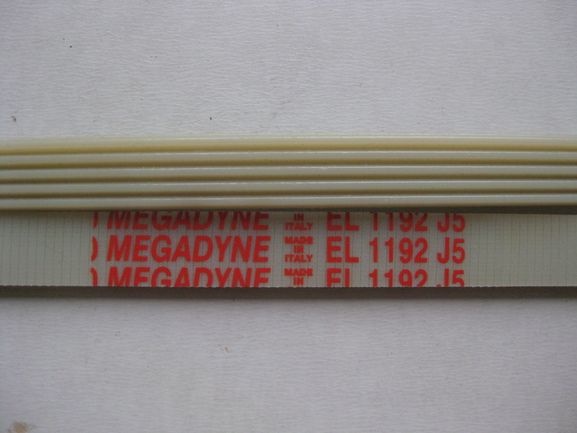 ) MEGADYNE IN ITALY EL 1192 J5
) MEGADYNE MADE IN ITALY EL 1192 J5
) MEGADYNE MADE IN EL 1192 J5